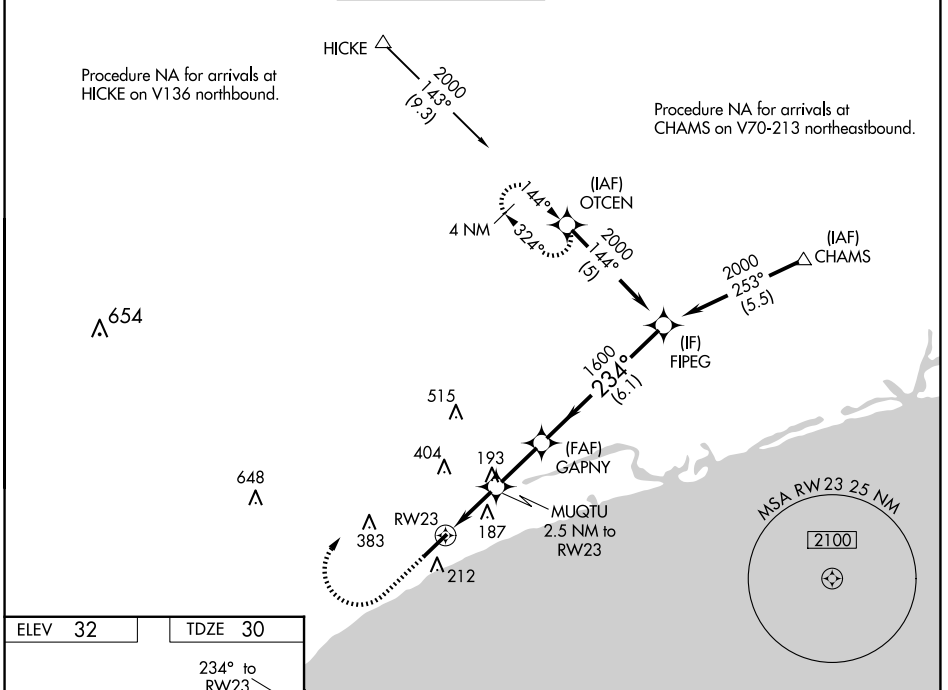 HICKE
2000
143°
(9.3)
Procedure NA for arrivals at
HICKE on V136 northbound.
Procedure NA for arrivals at
CHAMS on V70-213 northeastbound.
(IAF)
OTCEN
144°
324°
4 NM
2000
144°
(5)
(IAF)
CHAMS
2000
253°
(5.5)
654
(IF)
FIPEG
1600
234°
(6.1)
515
404
193
(FAF)
GAPNY
648
383
RW23
187
MUQTU
2.5 NM to
RW23
212
MSA RW23 25 NM
2100
ELEV 32
TDZE 30
234° to
RW23